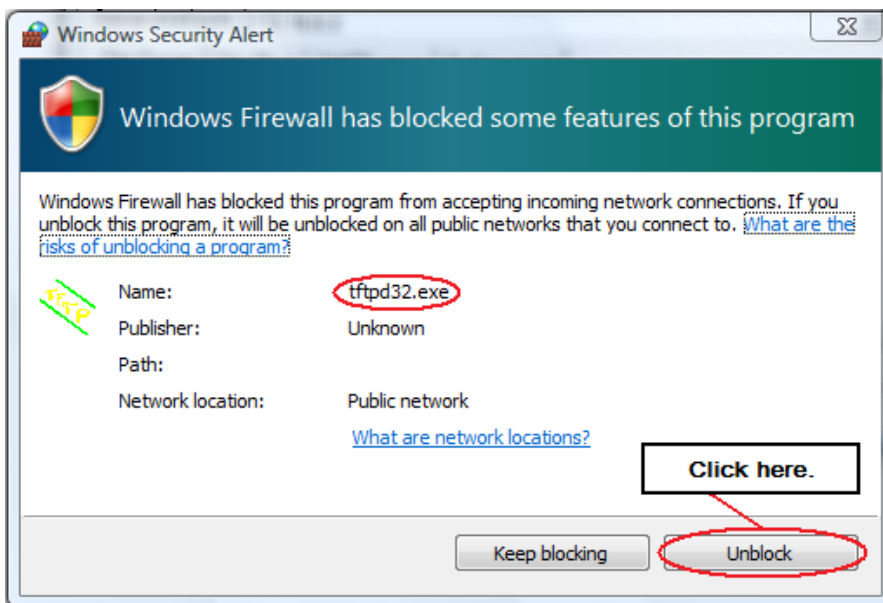 Windows Security Alert
Windows Firewall has blocked some features of this program
Windows Firewall has blocked this program from accepting incoming network connections. If you
unblock this program, it will be unblocked on all public networks that you connect to. What are the
risks of unblocking a program?
TFTP
Name: tftpd32.exe
Publisher: Unknown
Path:
Network location: Public network
What are network locations?
Click here.
Keep blocking Unblock